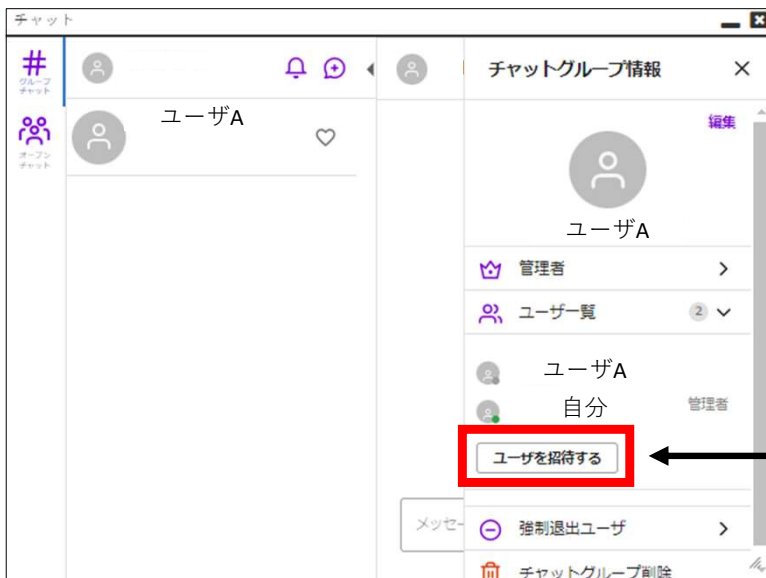 チャット
グループ
チャット
オープン
チャット
ユーザA
チャットグループ情報
編集
ユーザA
管理者
ユーザー覧
2
ユーザA
自分
管理者
ユーザを招待する
メッセー
強制退出ユーザ
チャットグループ削除